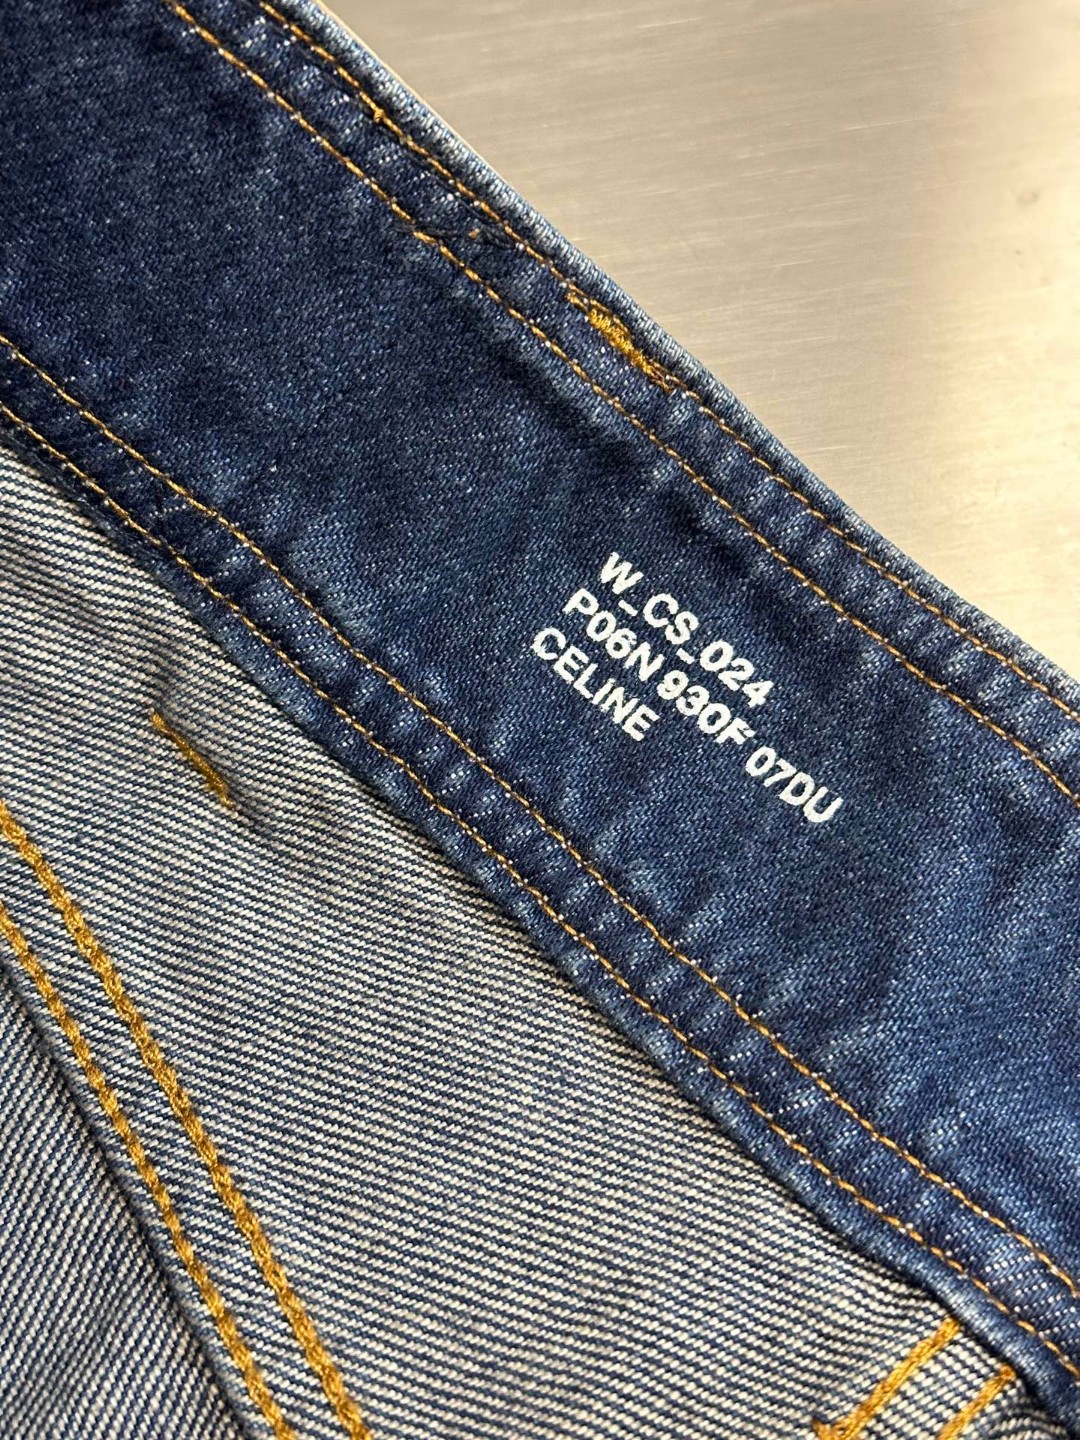 W_CS_024
P06N 930F 07DU
CELINE